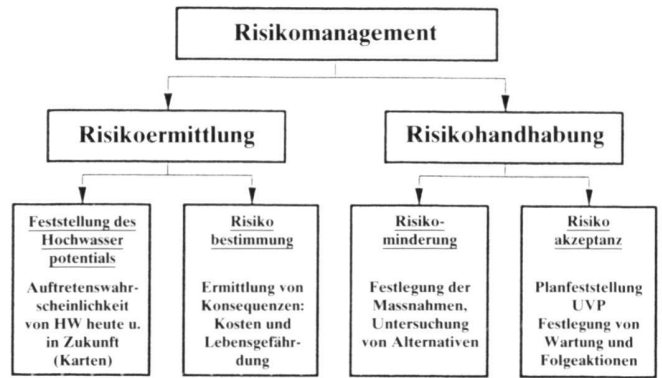 Risikomanagement
Risikoermittlung
Risikohandhabung
Feststellung des
Hochwasser
potentials
Auftretenswahr-
scheinlichkeit
von HW heute u.
in Zukunft
(Karten)
Risiko
bestimmung
Ermittlung von
Konsequenzen:
Kosten und
Lebensgefähr-
dung
Risiko-
minderung
Festlegung der
Massnahmen,
Untersuchung
von Alternativen
Risiko
akzeptanz
Planfeststellung
UVP
Festlegung von
Wartung und
Folgeaktionen